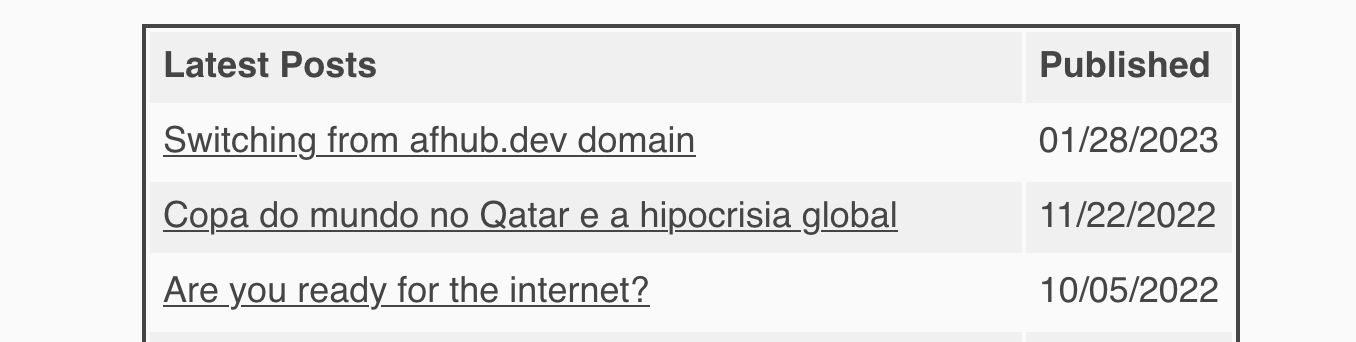 Latest Posts Published
Switching from afhub.dev domain 01/28/2023
Copa do mundo no Qatar e a hipocrisia global 11/22/2022
Are you ready for the internet? 10/05/2022